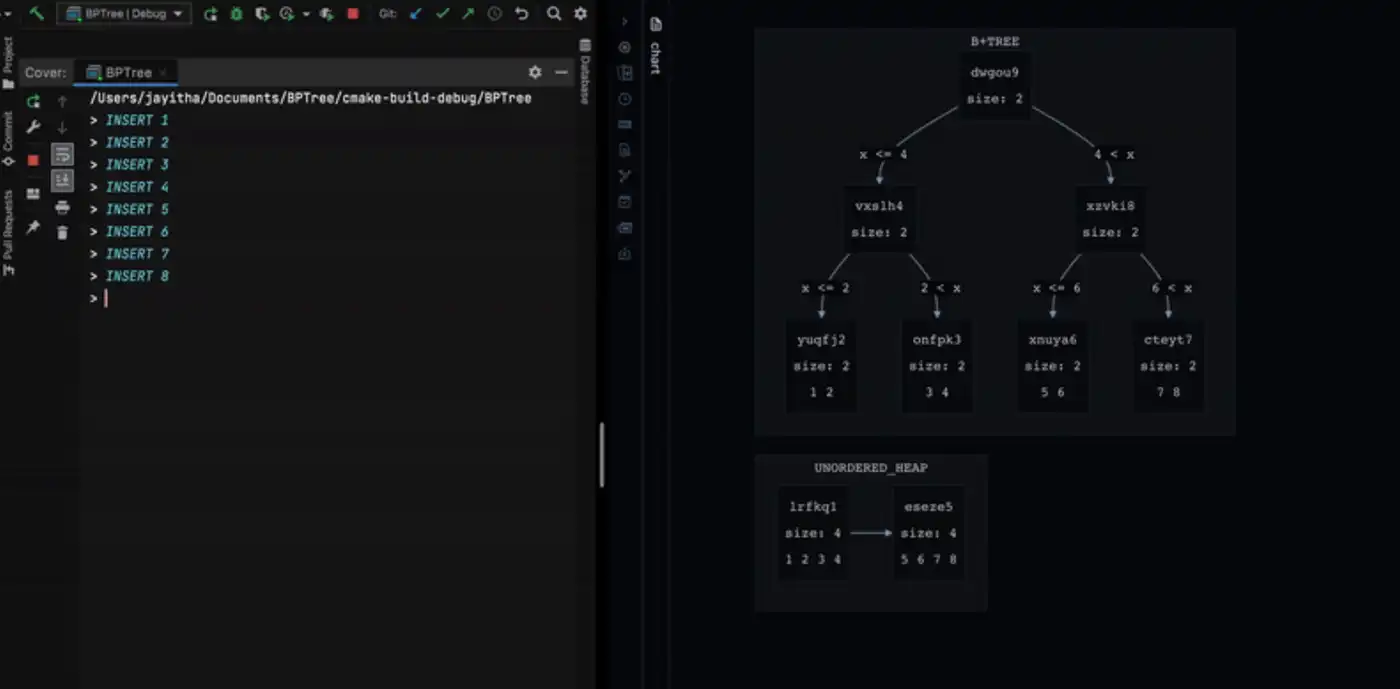 BPTree | Debug
Git:
Project
Commit
Pull Requests
Cover:
BPTree
Database
/Users/jayitha/Documents/BPTree/cmake-build-debug/BPTree
> INSERT 1
> INSERT 2
> INSERT 3
> INSERT 4
> INSERT 5
> INSERT 6
> INSERT 7
> INSERT 8
>
chart
B+TREE
dwgou9
size: 2
x <= 4
4 < x
vxslh4
size: 2
xzvki8
size: 2
x <= 2
2 < x
x <= 6
6 < x
yuqfj2
size: 2
1 2
onfpk3
size: 2
3 4
xnuya6
size: 2
5 6
cteyt7
size: 2
7 8
UNORDERED_HEAP
lrfkq1
size: 4
1 2 3 4
eseze5
size: 4
5 6 7 8